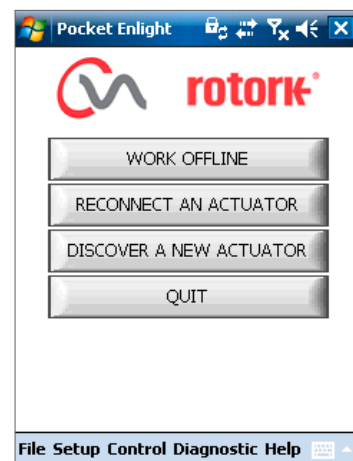 Pocket Enlight
rotork
WORK OFFLINE
RECONNECT AN ACTUATOR
DISCOVER A NEW ACTUATOR
QUIT
File Setup Control Diagnostic Help